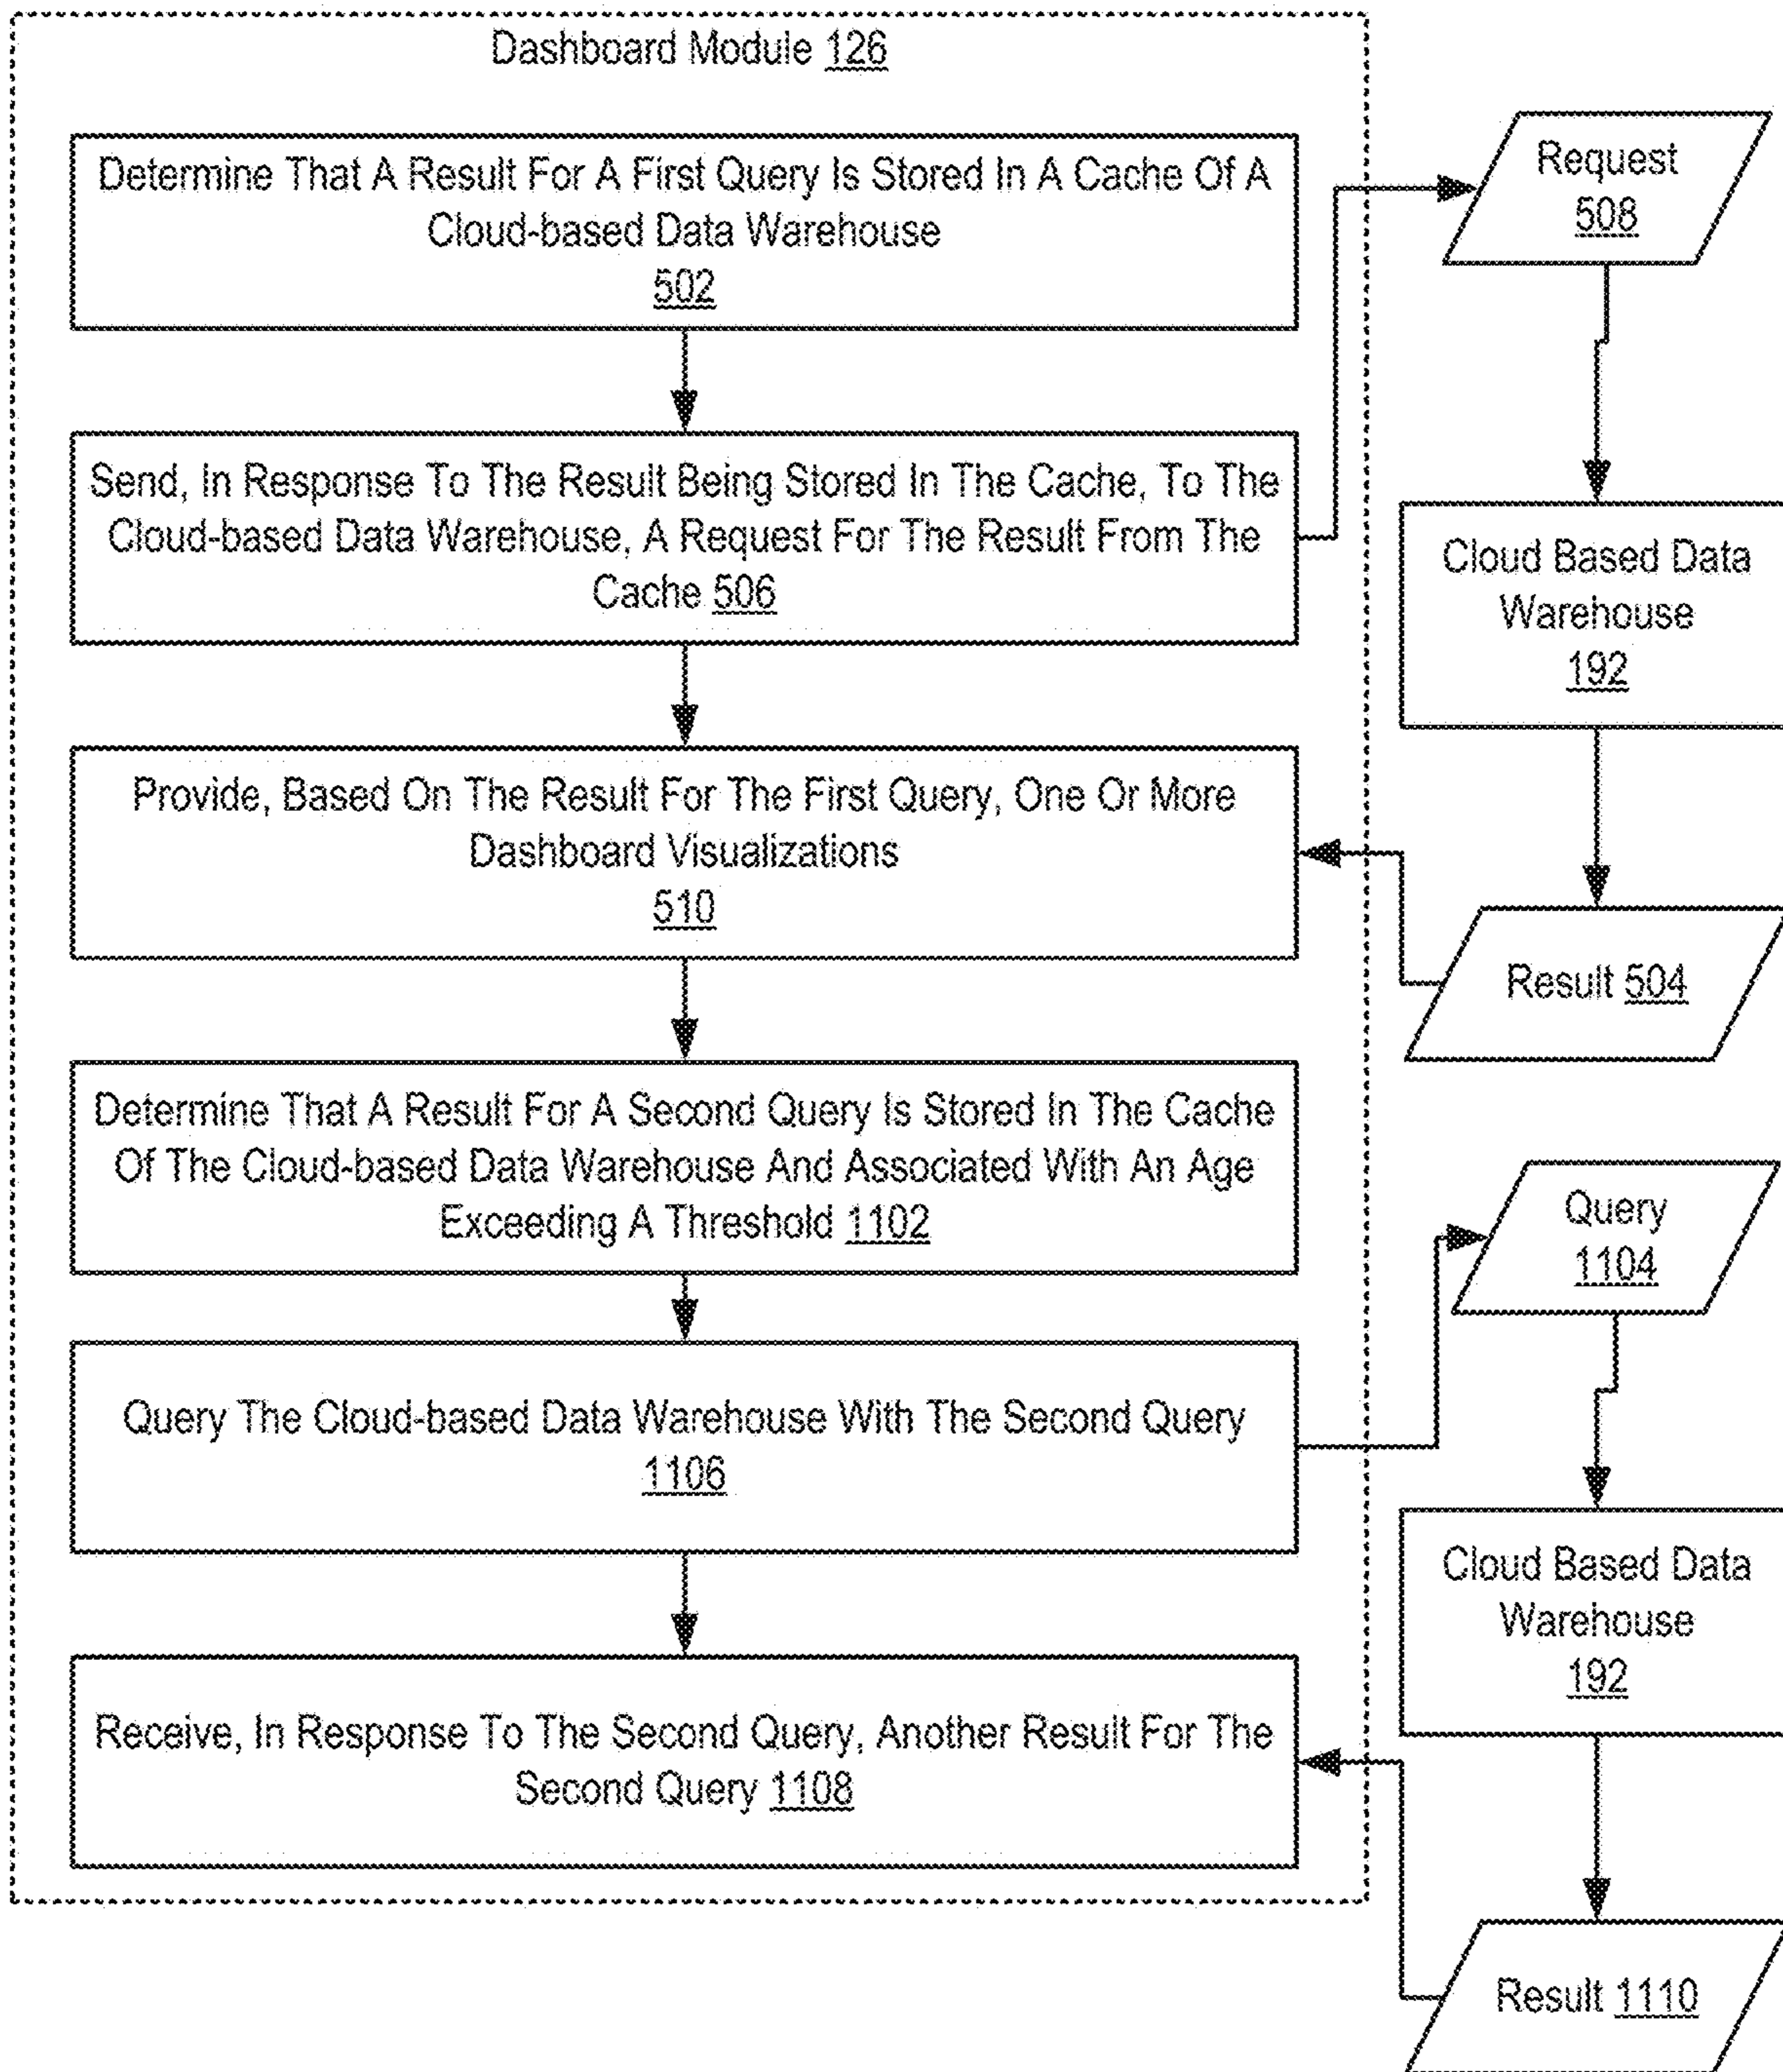 Dashboard Module 126
Determine That A Result For A First Query Is Stored In A Cache Of A
Cloud-based Data Warehouse
502
Send, In Response To The Result Being Stored In The Cache, To The
Cloud-based Data Warehouse, A Request For The Result From The
Cache 506
Provide, Based On The Result For The First Query, One Or More
Dashboard Visualizations
510
Determine That A Result For A Second Query Is Stored In The Cache
Of The Cloud-based Data Warehouse And Associated With An Age
Exceeding A Threshold 1102
Query The Cloud-based Data Warehouse With The Second Query
1106
Receive, In Response To The Second Query, Another Result For The
Second Query 1108
Request
508
Cloud Based Data
Warehouse
192
Result 504
Query
1104
Cloud Based Data
Warehouse
192
Result 1110